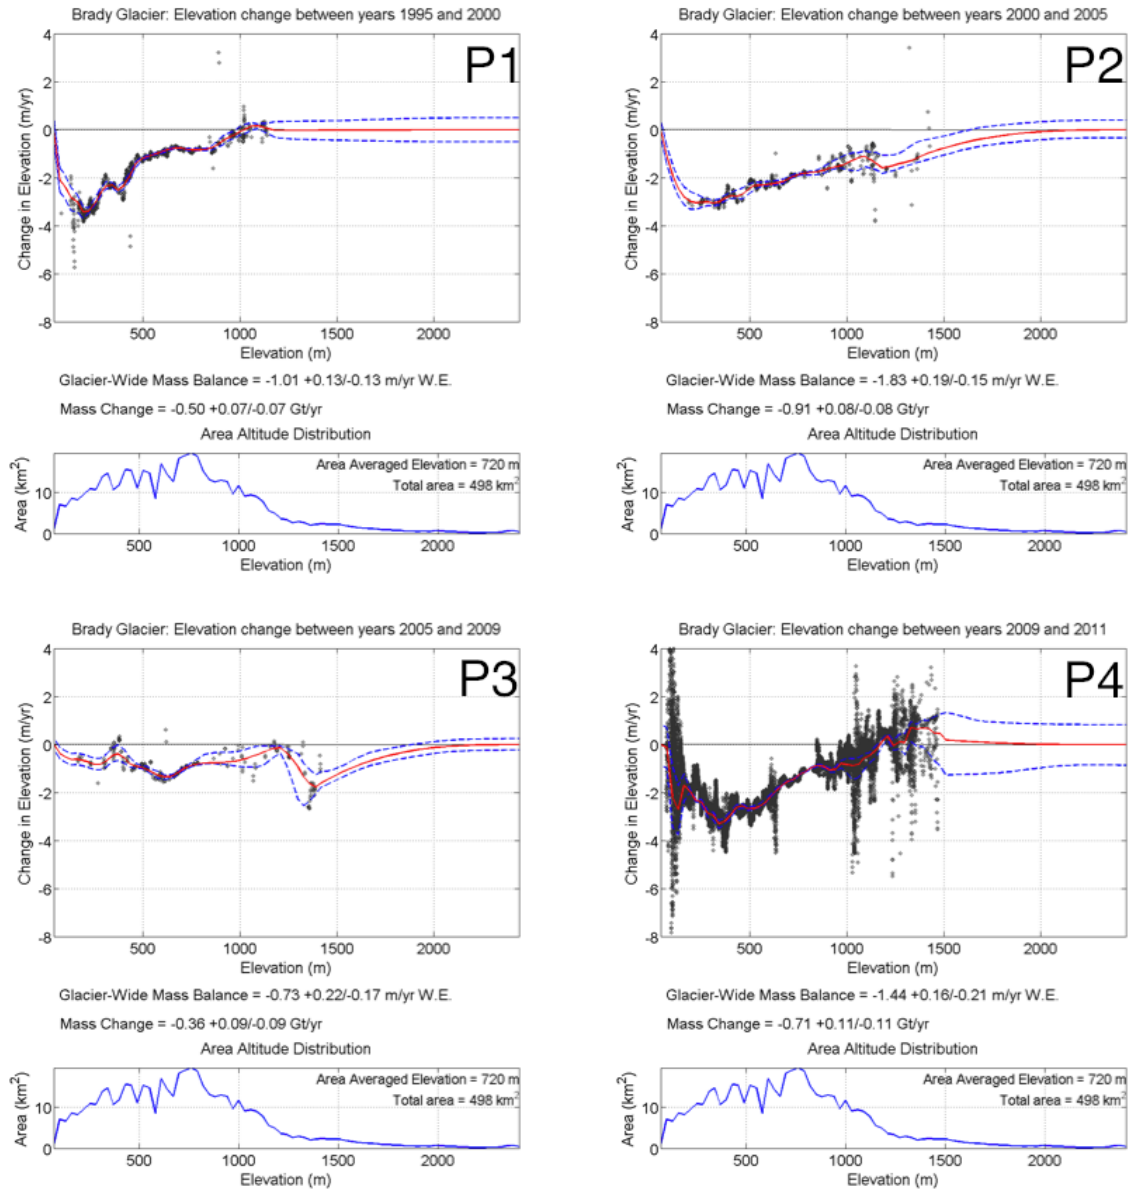 Brady Glacier: Elevation change between years 1995 and 2000
P1
4
2
0
-2
-4
-6
-8
Change in Elevation (m/yr)
500 1000 1500 2000
Elevation (m)
Glacier-Wide Mass Balance = -1.01 +0.13/-0.13 m/yr W.E.
Mass Change = -0.50 +0.07/-0.07 Gt/yr
Area Altitude Distribution
Area Averaged Elevation = 720 m
Total area = 498 km²
10
0
Area (km²)
500 1000 1500 2000
Elevation (m)
Brady Glacier: Elevation change between years 2000 and 2005
P2
4
2
0
-2
-4
-6
-8
Change in Elevation (m/yr)
500 1000 1500 2000
Elevation (m)
Glacier-Wide Mass Balance = -1.83 +0.19/-0.15 m/yr W.E.
Mass Change = -0.91 +0.08/-0.08 Gt/yr
Area Altitude Distribution
Area Averaged Elevation = 720 m
Total area = 498 km²
10
0
Area (km²)
500 1000 1500 2000
Elevation (m)
Brady Glacier: Elevation change between years 2005 and 2009
P3
4
2
0
-2
-4
-6
-8
Change in Elevation (m/yr)
500 1000 1500 2000
Elevation (m)
Glacier-Wide Mass Balance = -0.73 +0.22/-0.17 m/yr W.E.
Mass Change = -0.36 +0.09/-0.09 Gt/yr
Area Altitude Distribution
Area Averaged Elevation = 720 m
Total area = 498 km²
10
0
Area (km²)
500 1000 1500 2000
Elevation (m)
Brady Glacier: Elevation change between years 2009 and 2011
P4
4
2
0
-2
-4
-6
-8
Change in Elevation (m/yr)
500 1000 1500 2000
Elevation (m)
Glacier-Wide Mass Balance = -1.44 +0.16/-0.21 m/yr W.E.
Mass Change = -0.71 +0.11/-0.11 Gt/yr
Area Altitude Distribution
Area Averaged Elevation = 720 m
Total area = 498 km²
10
0
Area (km²)
500 1000 1500 2000
Elevation (m)